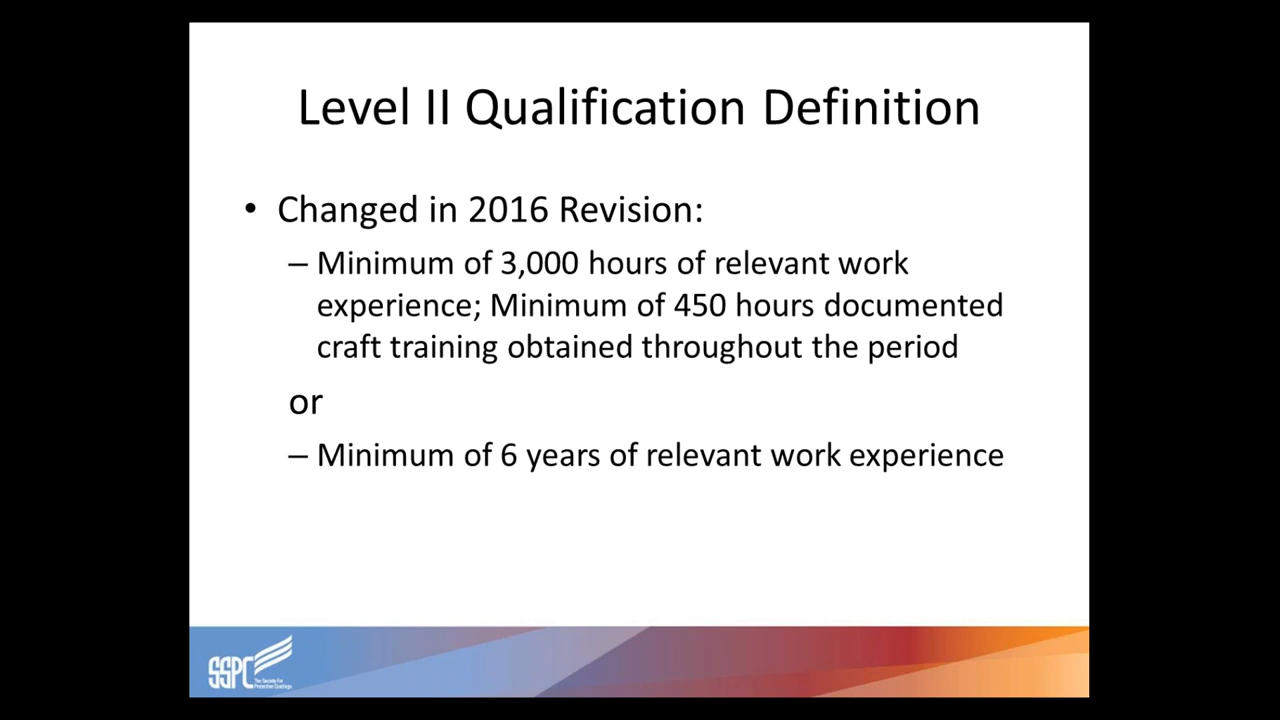 Level II Qualification Definition
• Changed in 2016 Revision:
– Minimum of 3,000 hours of relevant work
experience; Minimum of 450 hours documented
craft training obtained throughout the period
or
– Minimum of 6 years of relevant work experience
SSPC
The Society for
Protective Coatings